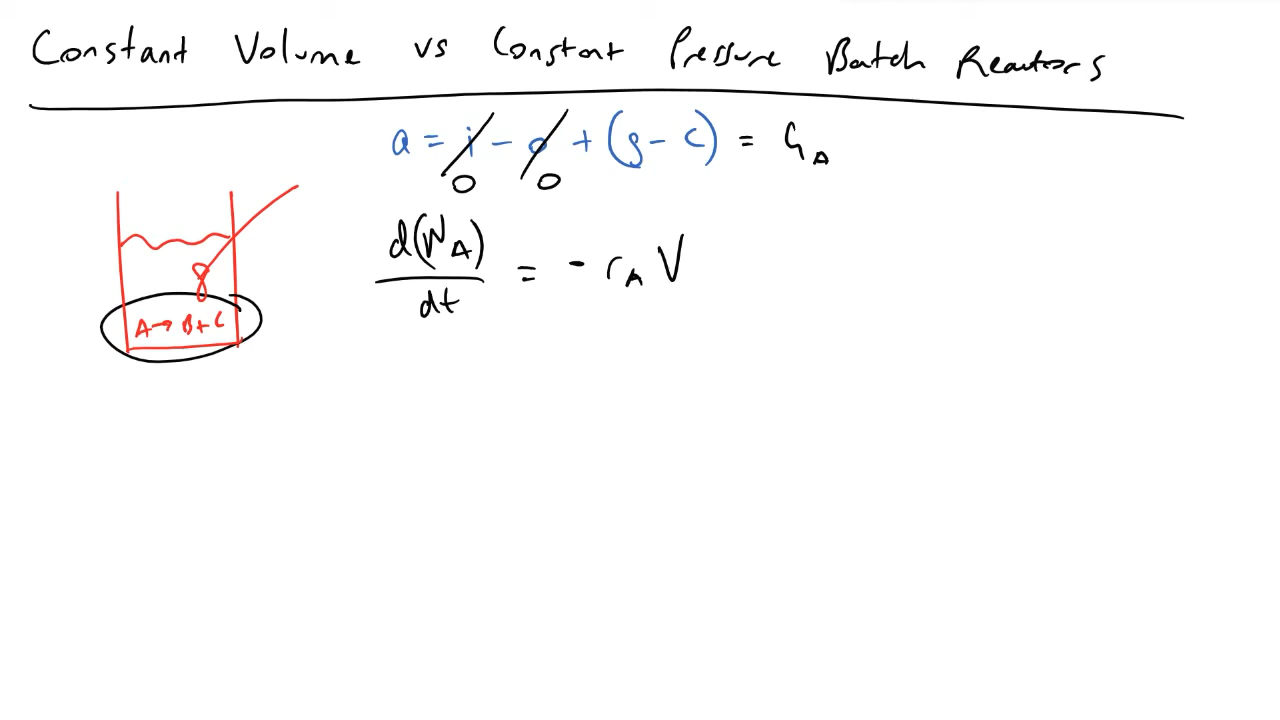 Constant Volume vs Constant Pressure Batch Reactors
a = i - o + (g - c) = G_A
0 0
d(N_A)/dt = - r_A V
A → B + C